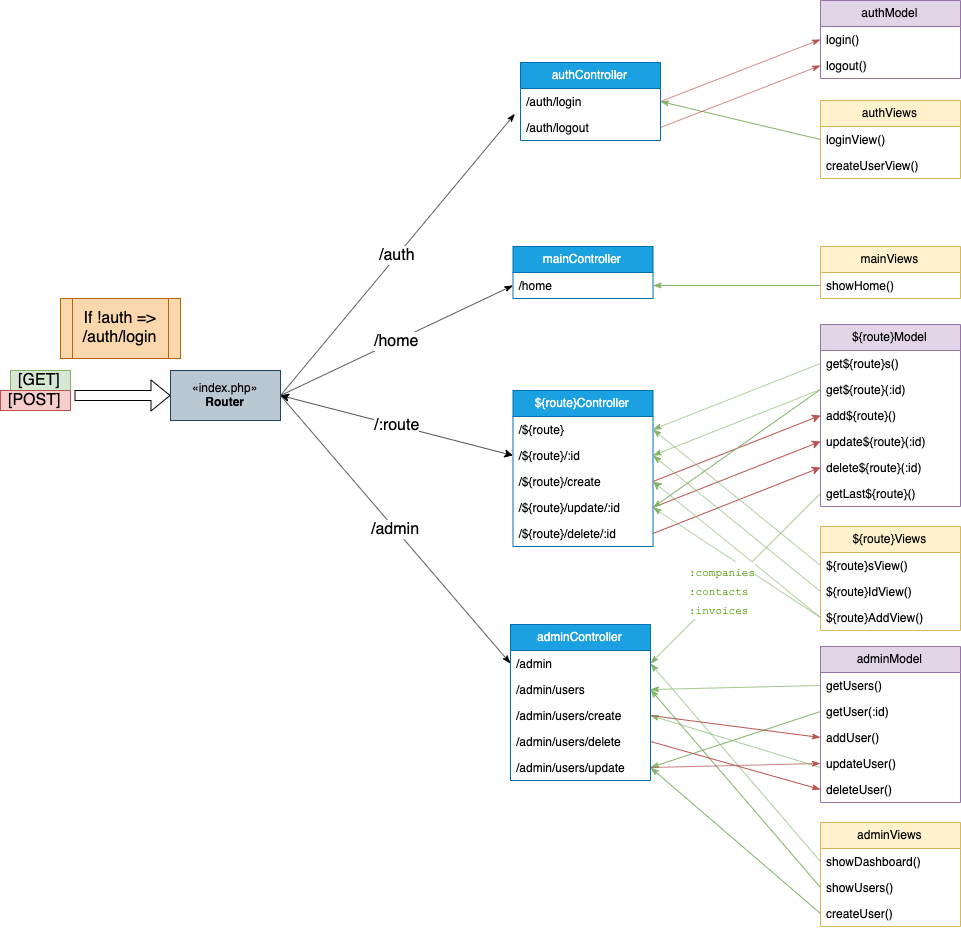 If !auth =>
/auth/login
[GET]
[POST]
«index.php»
Router
/auth
/home
/:route
/admin
authController
/auth/login
/auth/logout
mainController
/home
${route}Controller
/${route}
/${route}/:id
/${route}/create
/${route}/update/:id
/${route}/delete/:id
:companies
:contacts
:invoices
adminController
/admin
/admin/users
/admin/users/create
/admin/users/delete
/admin/users/update
authModel
login()
logout()
authViews
loginView()
createUserView()
mainViews
showHome()
${route}Model
get${route}s()
get${route}(:id)
add${route}()
update${route}(:id)
delete${route}(:id)
getLast${route}()
${route}Views
${route}sView()
${route}IdView()
${route}AddView()
adminModel
getUsers()
getUser(:id)
addUser()
updateUser()
deleteUser()
adminViews
showDashboard()
showUsers()
createUser()